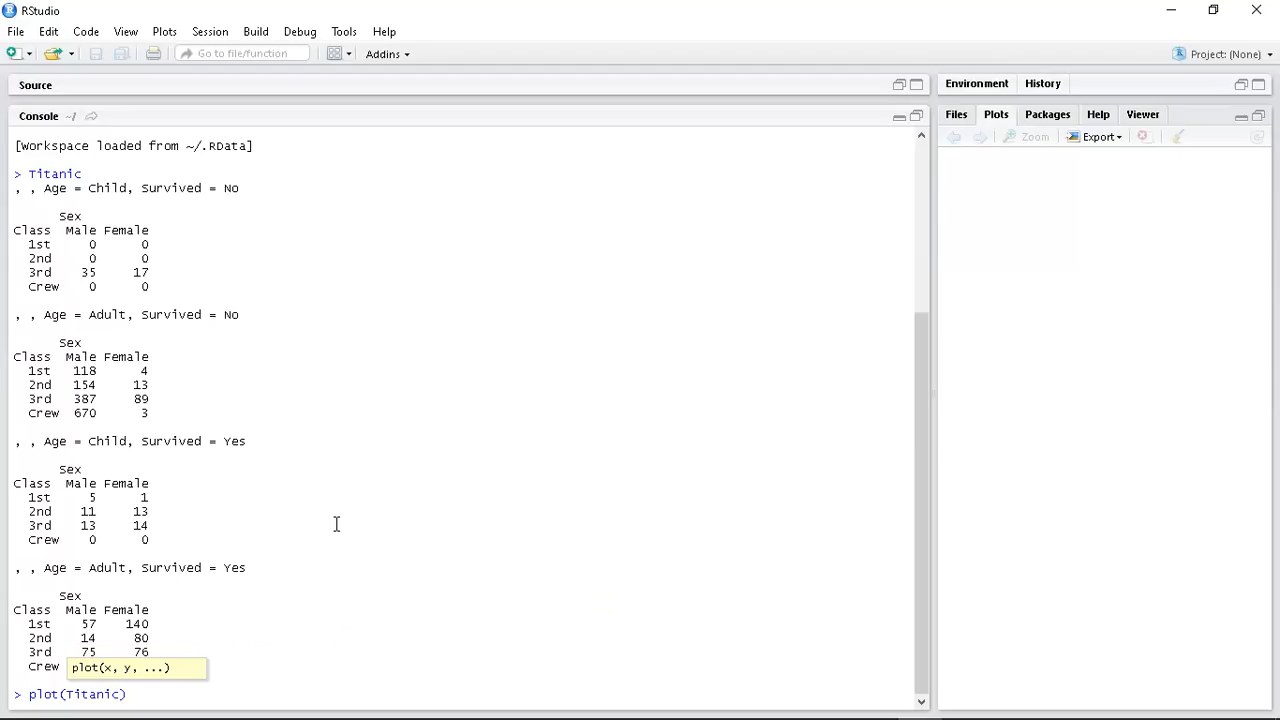 RStudio
File Edit Code View Plots Session Build Debug Tools Help
Go to file/function Addins Project: (None)
Source
Environment History
Console ~/
Files Plots Packages Help Viewer
Zoom Export
[Workspace loaded from ~/.RData]
> Titanic
, , Age = Child, Survived = No
Sex
Class Male Female
1st 0 0
2nd 0 0
3rd 35 17
Crew 0 0
, , Age = Adult, Survived = No
Sex
Class Male Female
1st 118 4
2nd 154 13
3rd 387 89
Crew 670 3
, , Age = Child, Survived = Yes
Sex
Class Male Female
1st 5 1
2nd 11 13
3rd 13 14
Crew 0 0
, , Age = Adult, Survived = Yes
Sex
Class Male Female
1st 57 140
2nd 14 80
3rd 75 76
Crew
plot(x, y, ...)
> plot(Titanic)